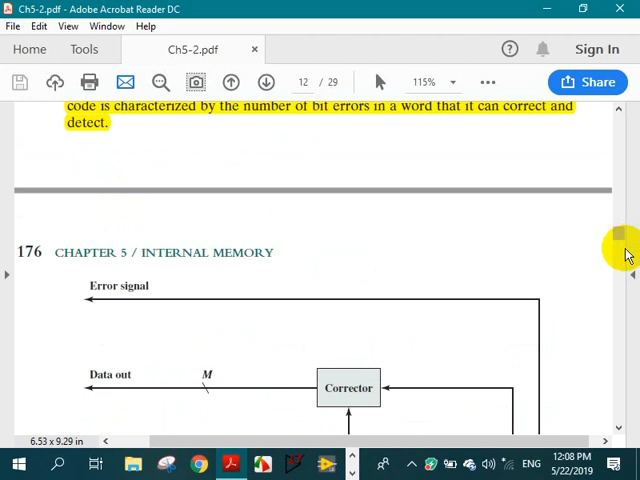 Ch5-2.pdf - Adobe Acrobat Reader DC
File Edit View Window Help
Home Tools Ch5-2.pdf × ? Sign In
12 / 29 115% Share
code is characterized by the number of bit errors in a word that it can correct and
detect.
176 CHAPTER 5 / INTERNAL MEMORY
Error signal
Data out M
Corrector
6.53 x 9.29 in
ENG
12:08 PM
5/22/2019